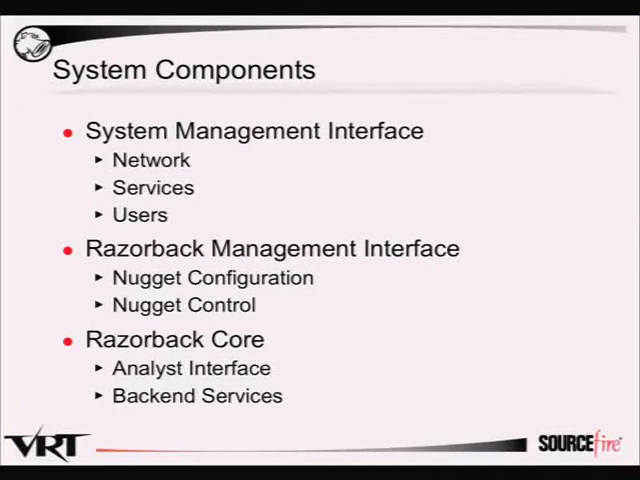 System Components
System Management Interface
Network
Services
Users
Razorback Management Interface
Nugget Configuration
Nugget Control
Razorback Core
Analyst Interface
Backend Services
VRT
SOURCEfire